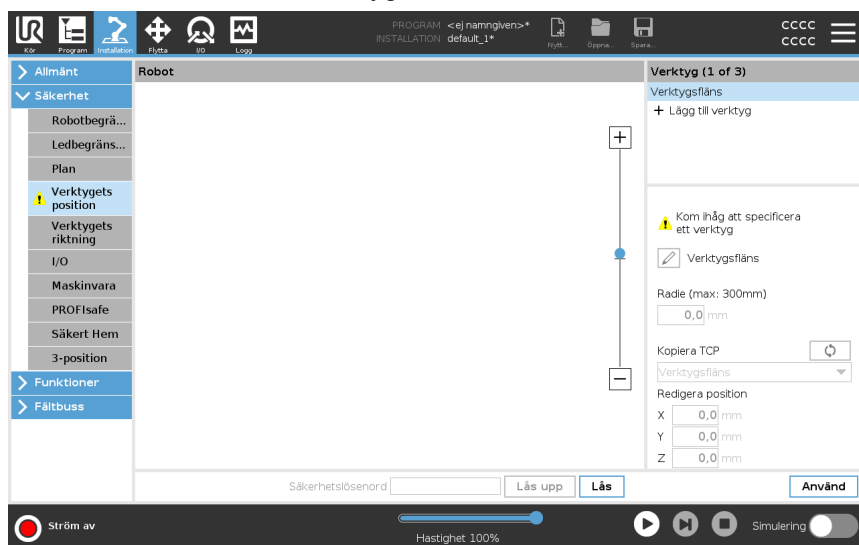 PROGRAM <ej namngiven>*
INSTALLATION default_1*
UR
Kör
Program
Installation
Flytta
I/O
Logg
Nytt...
Öppna...
Spara...
cccc
cccc
Allmänt
Säkerhet
Robotbegrä...
Ledbegräns...
Plan
Verktygets
position
Verktygets
riktning
I/O
Maskinvara
PROFIsafe
Säkert Hem
3-position
Funktioner
Fältbuss
Robot
+
−
Säkerhetslösenord
Lås upp
Lås
Verktyg (1 of 3)
Verktygsfläns
+ Lägg till verktyg
Kom ihåg att specificera
ett verktyg
Verktygsfläns
Radie (max: 300mm)
0,0 mm
Kopiera TCP
Verktygsfläns
Redigera position
X 0,0 mm
Y 0,0 mm
Z 0,0 mm
Använd
Ström av
Hastighet 100%
Simulering